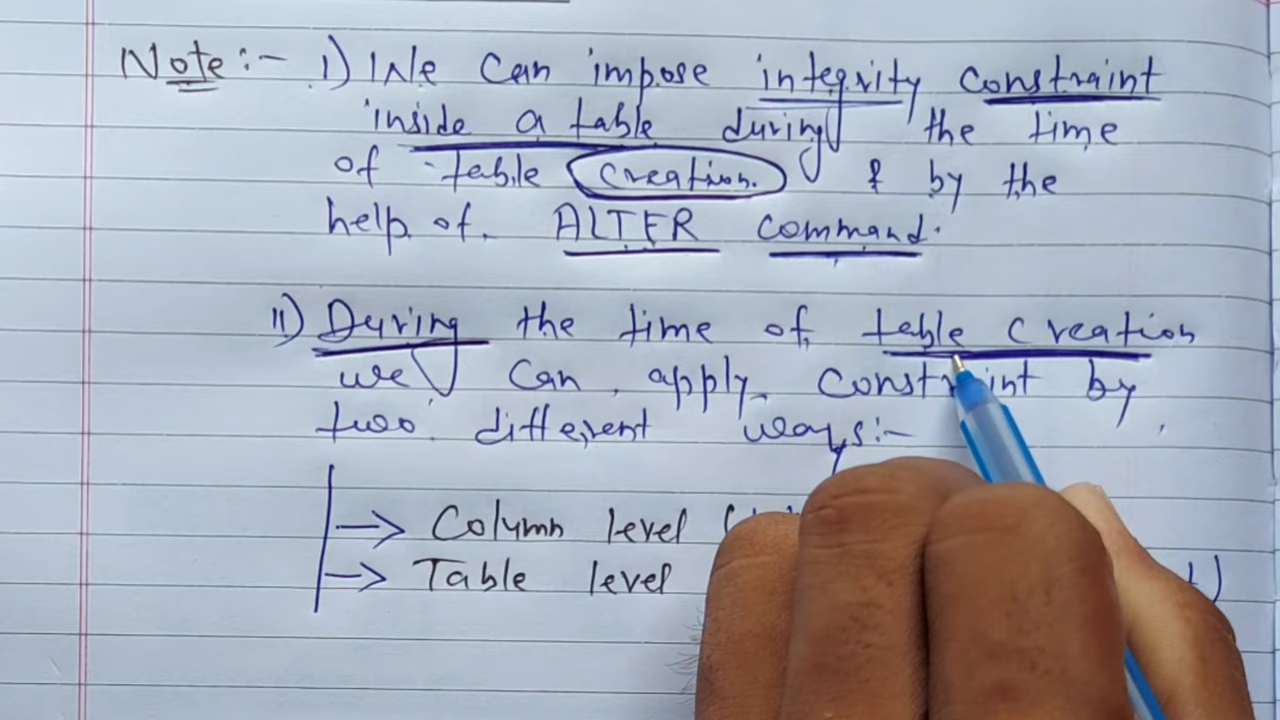 Note :- i) We can impose integrity constraint
inside a table during the time
of table creation. & by the
help of ALTER command.
ii) During the time of table creation
we can apply constraint by
two different ways :-
→ Column level (
→ Table level )